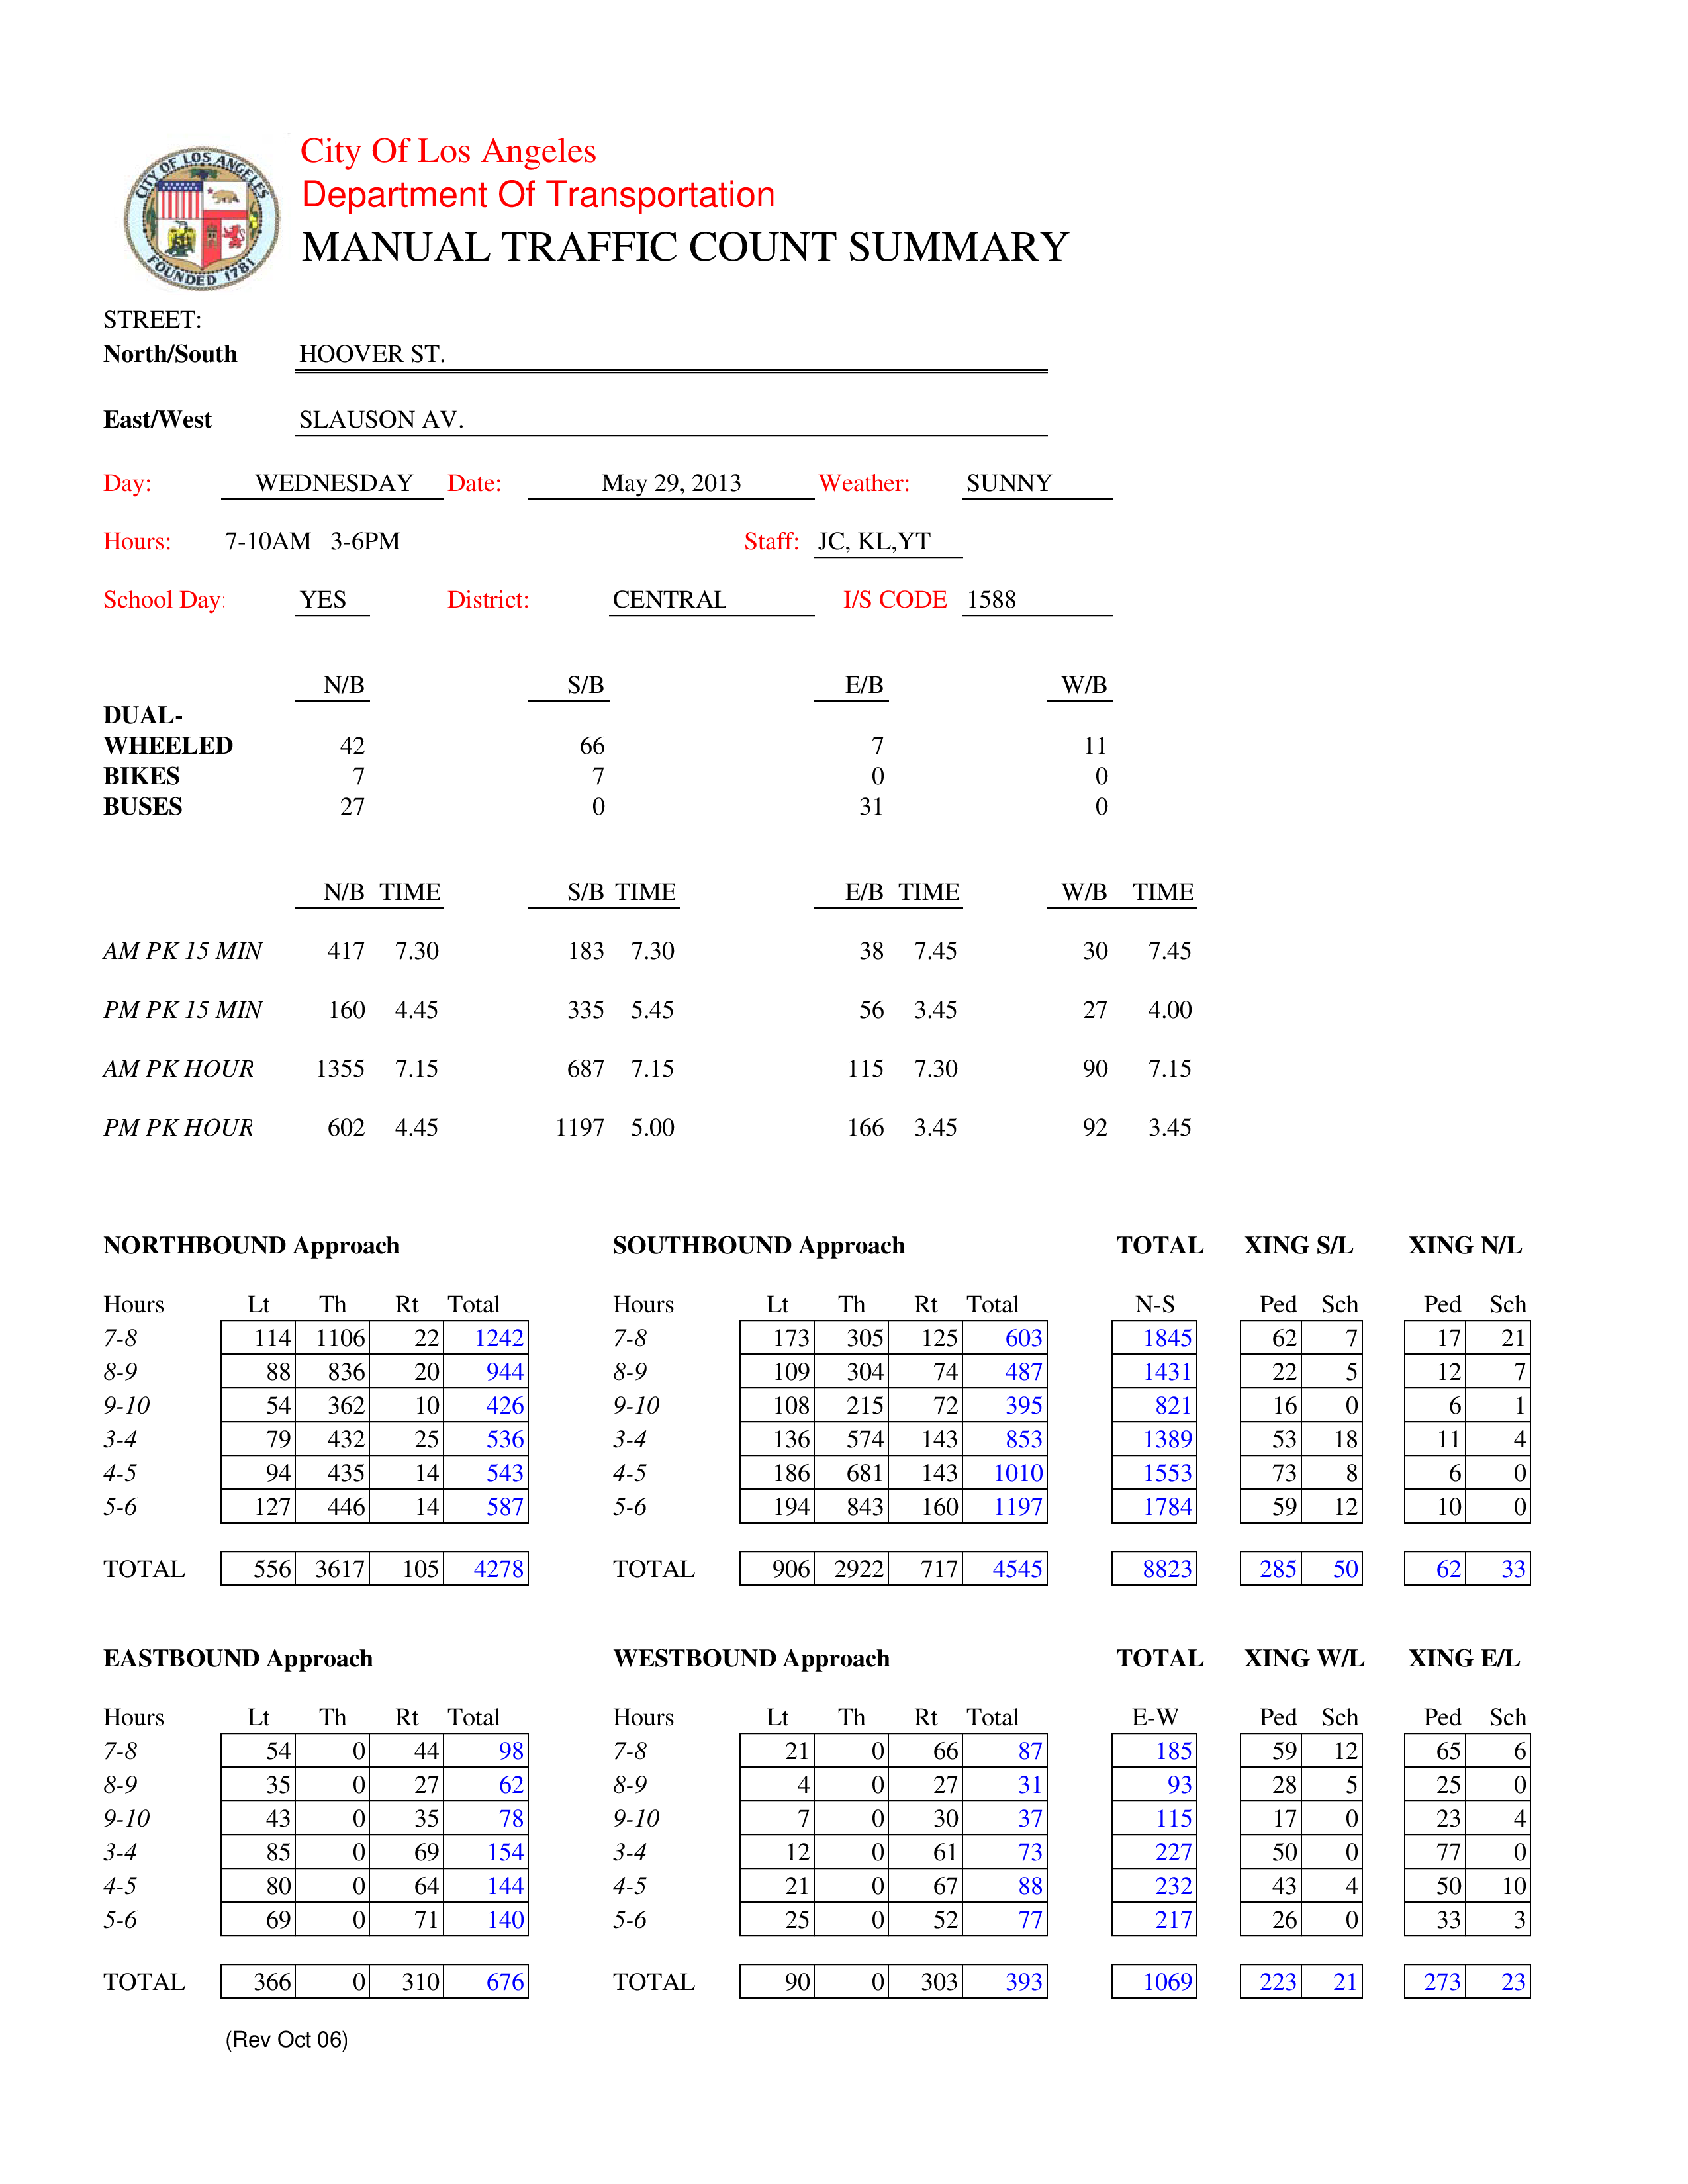 CITY OF LOS ANGELES
FOUNDED 1781
City Of Los Angeles
Department Of Transportation
MANUAL TRAFFIC COUNT SUMMARY
STREET:
North/South HOOVER ST.
East/West SLAUSON AV.
Day: WEDNESDAY Date: May 29, 2013 Weather: SUNNY
Hours: 7-10AM 3-6PM Staff: JC, KL,YT
School Day: YES District: CENTRAL I/S CODE 1588
N/B S/B E/B W/B
DUAL-
WHEELED 42 66 7 11
BIKES 7 7 0 0
BUSES 27 0 31 0
N/B TIME S/B TIME E/B TIME W/B TIME
AM PK 15 MIN 417 7.30 183 7.30 38 7.45 30 7.45
PM PK 15 MIN 160 4.45 335 5.45 56 3.45 27 4.00
AM PK HOUR 1355 7.15 687 7.15 115 7.30 90 7.15
PM PK HOUR 602 4.45 1197 5.00 166 3.45 92 3.45
NORTHBOUND Approach SOUTHBOUND Approach TOTAL XING S/L XING N/L
Hours Lt Th Rt Total Hours Lt Th Rt Total N-S Ped Sch Ped Sch
7-8 114 1106 22 1242 7-8 173 305 125 603 1845 62 7 17 21
8-9 88 836 20 944 8-9 109 304 74 487 1431 22 5 12 7
9-10 54 362 10 426 9-10 108 215 72 395 821 16 0 6 1
3-4 79 432 25 536 3-4 136 574 143 853 1389 53 18 11 4
4-5 94 435 14 543 4-5 186 681 143 1010 1553 73 8 6 0
5-6 127 446 14 587 5-6 194 843 160 1197 1784 59 12 10 0
TOTAL 556 3617 105 4278 TOTAL 906 2922 717 4545 8823 285 50 62 33
EASTBOUND Approach WESTBOUND Approach TOTAL XING W/L XING E/L
Hours Lt Th Rt Total Hours Lt Th Rt Total E-W Ped Sch Ped Sch
7-8 54 0 44 98 7-8 21 0 66 87 185 59 12 65 6
8-9 35 0 27 62 8-9 4 0 27 31 93 28 5 25 0
9-10 43 0 35 78 9-10 7 0 30 37 115 17 0 23 4
3-4 85 0 69 154 3-4 12 0 61 73 227 50 0 77 0
4-5 80 0 64 144 4-5 21 0 67 88 232 43 4 50 10
5-6 69 0 71 140 5-6 25 0 52 77 217 26 0 33 3
TOTAL 366 0 310 676 TOTAL 90 0 303 393 1069 223 21 273 23
(Rev Oct 06)